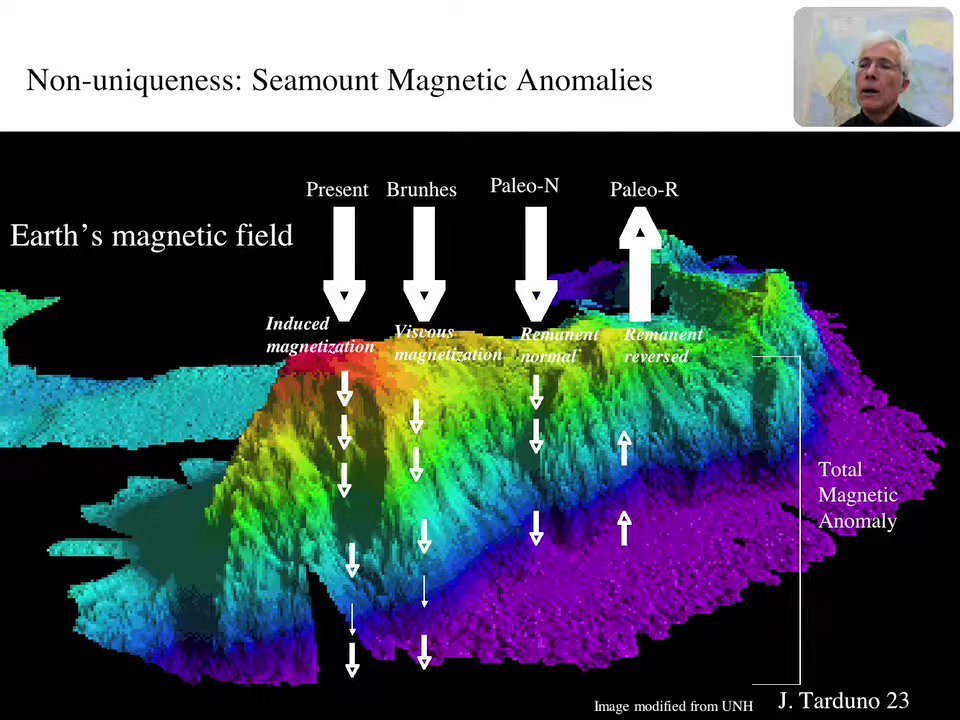 Non-uniqueness: Seamount Magnetic Anomalies
Present Brunhes Paleo-N Paleo-R
Earth’s magnetic field
Induced
magnetization
Viscous
magnetization
Remanent
normal
Remanent
reversed
Total
Magnetic
Anomaly
Image modified from UNH
J. Tarduno 23